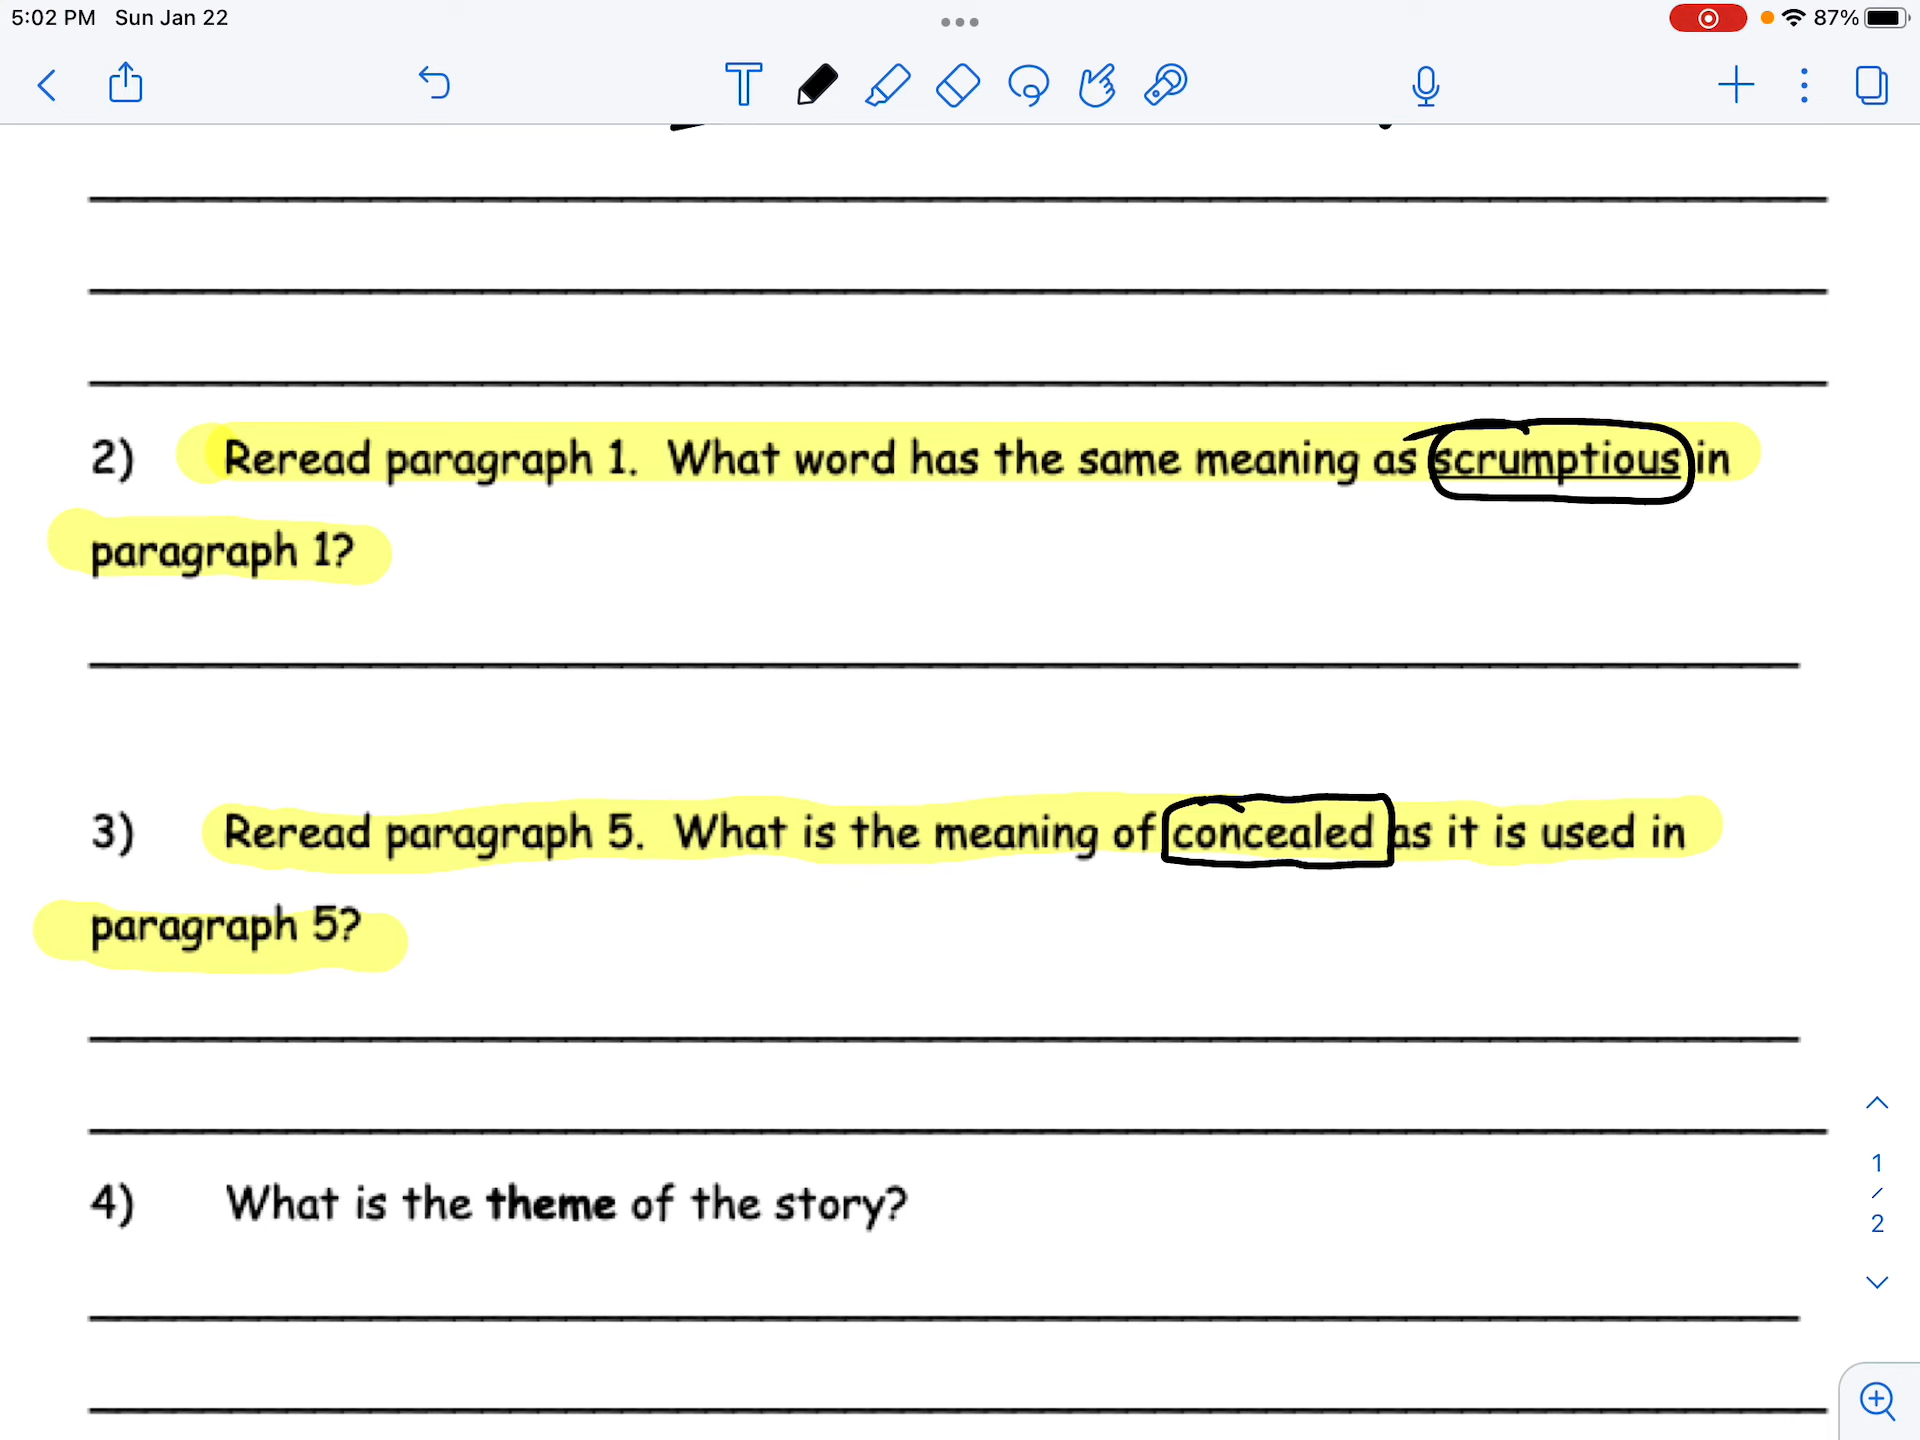 5:02 PM Sun Jan 22
87%
2) Reread paragraph 1. What word has the same meaning as scrumptious in
paragraph 1?
3) Reread paragraph 5. What is the meaning of concealed as it is used in
paragraph 5?
1
/
2
4) What is the theme of the story?